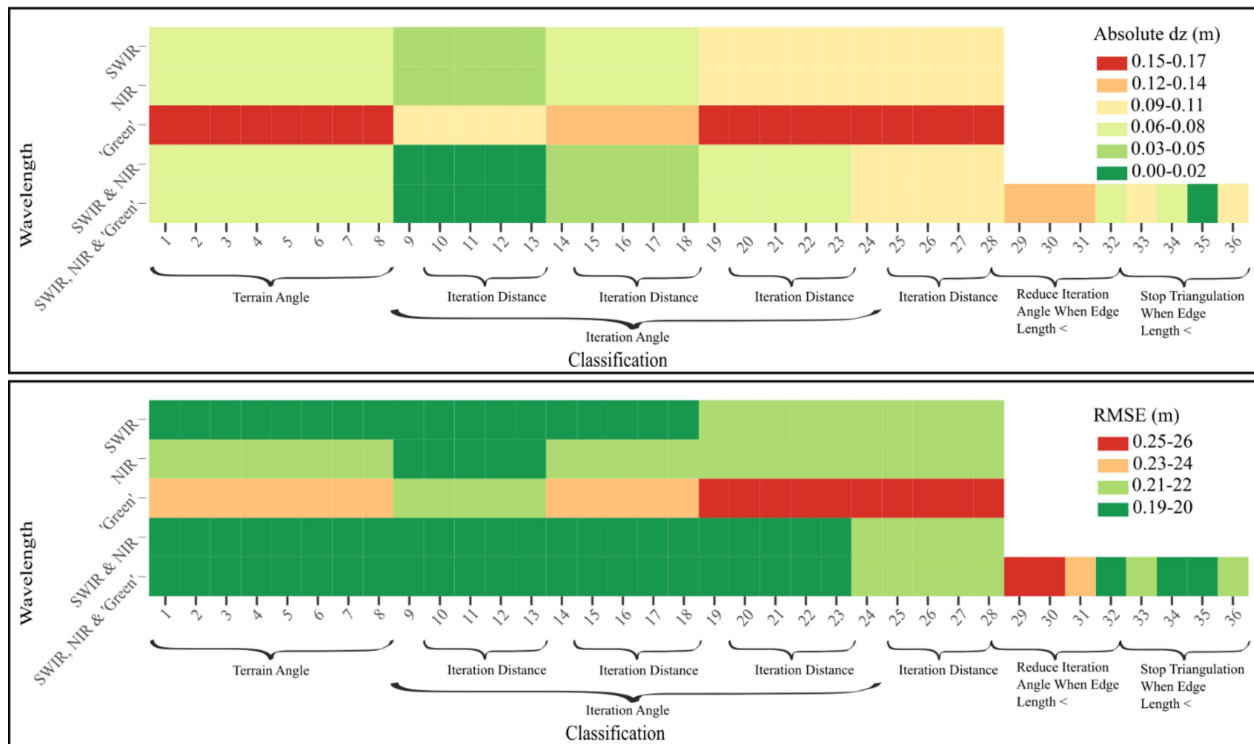 Absolute dz (m)
0.15-0.17
0.12-0.14
0.09-0.11
0.06-0.08
0.03-0.05
0.00-0.02
Wavelength
SWIR
NIR
'Green'
SWIR & NIR
SWIR, NIR & 'Green'
1 2 3 4 5 6 7 8 9 10 11 12 13 14 15 16 17 18 19 20 21 22 23 24 25 26 27 28 29 30 31 32 33 34 35 36
Terrain Angle
Iteration Distance
Iteration Distance
Iteration Distance
Iteration Distance
Reduce Iteration
Angle When Edge
Length <
Stop Triangulation
When Edge
Length <
Iteration Angle
Classification
RMSE (m)
0.25-26
0.23-24
0.21-22
0.19-20
Wavelength
SWIR
NIR
'Green'
SWIR & NIR
SWIR, NIR & 'Green'
1 2 3 4 5 6 7 8 9 10 11 12 13 14 15 16 17 18 19 20 21 22 23 24 25 26 27 28 29 30 31 32 33 34 35 36
Terrain Angle
Iteration Distance
Iteration Distance
Iteration Distance
Iteration Distance
Reduce Iteration
Angle When Edge
Length <
Stop Triangulation
When Edge
Length <
Iteration Angle
Classification